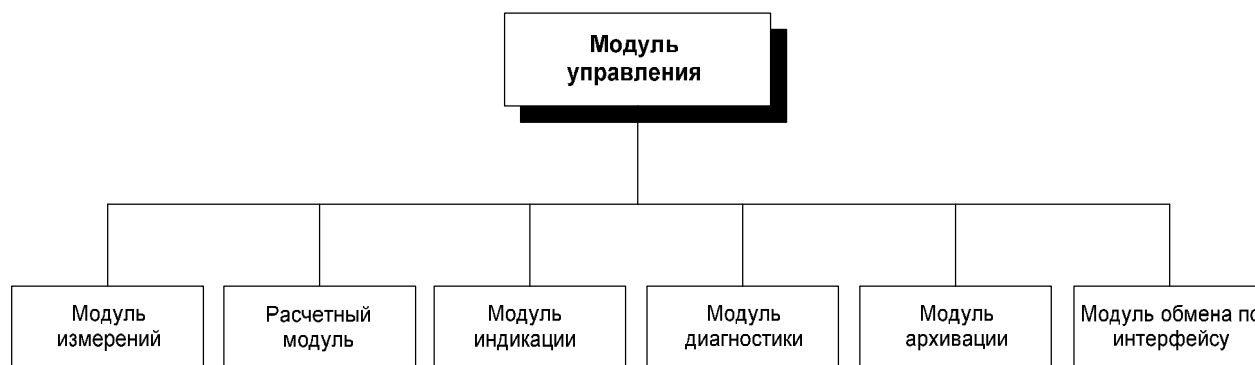 Модуль
управления
Модуль
измерений
Расчетный
модуль
Модуль
индикации
Модуль
диагностики
Модуль
архивации
Модуль обмена по
интерфейсу